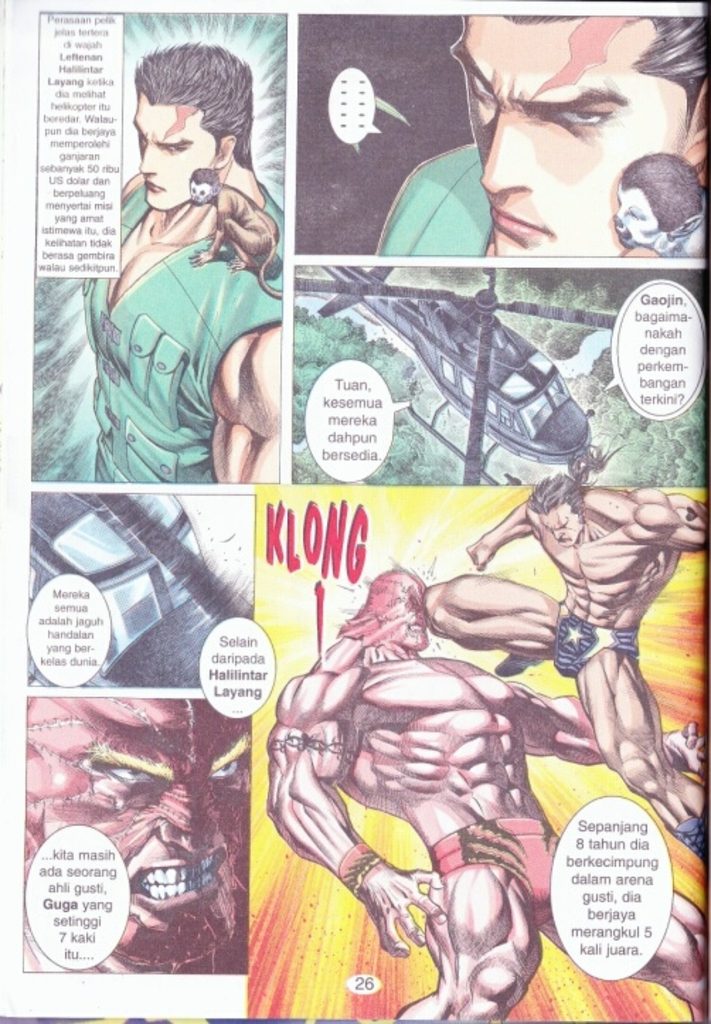 Perasaan pelik
jelas tertera
di wajah
Leftenan
Halilintar
Layang ketika
dia melihat
helikopter itu
beredar. Walau-
pun dia berjaya
memperolehi
ganjaran
sebanyak 50 ribu
US dolar dan
berpeluang
menyertai misi
yang amat
istimewa itu, dia
kelihatan tidak
berasa gembira
walau sedikitpun.
Gaojin,
bagaima-
nakah
dengan
perkem-
bangan
terkini?
Tuan,
kesemua
mereka
dahpun
bersedia.
Mereka
semua
adalah jaguh
handalan
yang ber-
kelas dunia.
Selain
daripada
Halilintar
Layang
...
KLONG
!
...kita masih
ada seorang
ahli gusti,
Guga yang
setinggi
7 kaki
itu....
Sepanjang
8 tahun dia
berkecimpung
dalam arena
gusti, dia
berjaya
merangkul 5
kali juara.
26